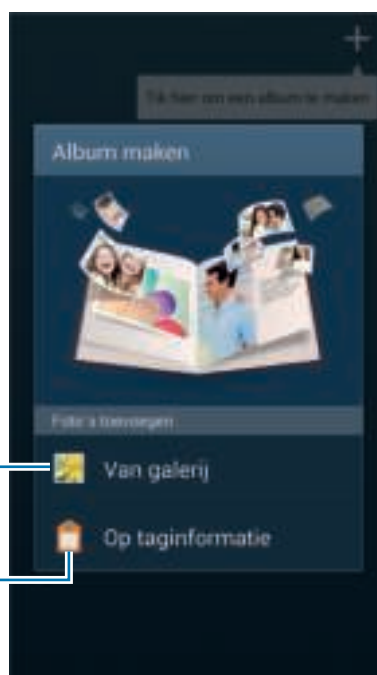 Tik hier om een album te maken
Album maken
Foto's toevoegen
Van galerij
Op taginformatie